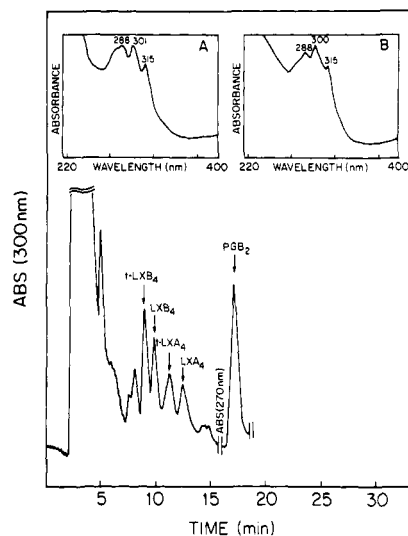 288 301
A
315
ABSORBANCE
220
400
WAVELENGTH (nm)
300
288
B
315
ABSORBANCE
220
400
WAVELENGTH (nm)
ABS (300nm)
t-LXB4
LXB4
t-LXA4
LXA4
ABS(270nm)
PGB2
5
10
15
20
30
TIME (min)